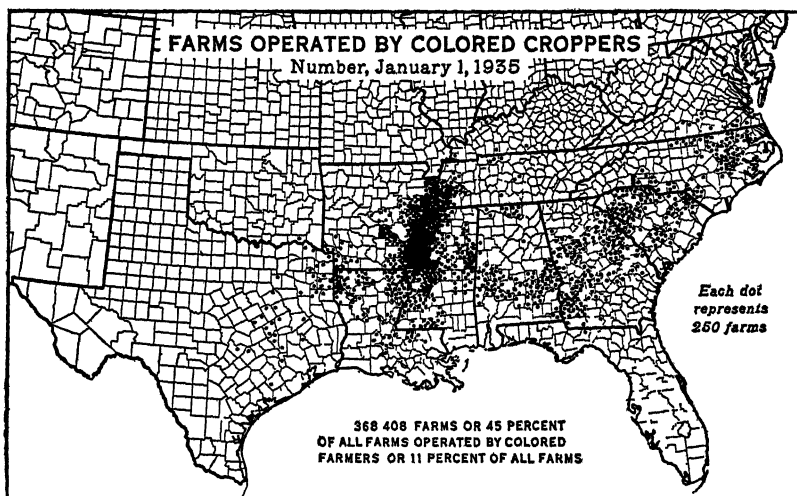 FARMS OPERATED BY COLORED CROPPERS
Number, January 1, 1935
Each dot
represents
250 farms
368 408 FARMS OR 45 PERCENT
OF ALL FARMS OPERATED BY COLORED
FARMERS OR 11 PERCENT OF ALL FARMS